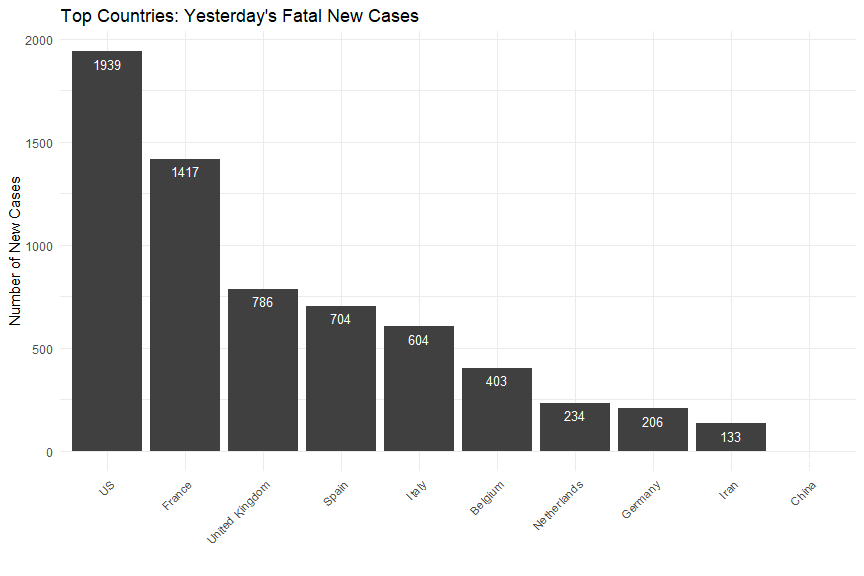 Top Countries: Yesterday's Fatal New Cases
Number of New Cases
2000
1500
1000
500
0
1939
1417
786
704
604
403
234
206
133
US
France
United Kingdom
Spain
Italy
Belgium
Netherlands
Germany
Iran
China